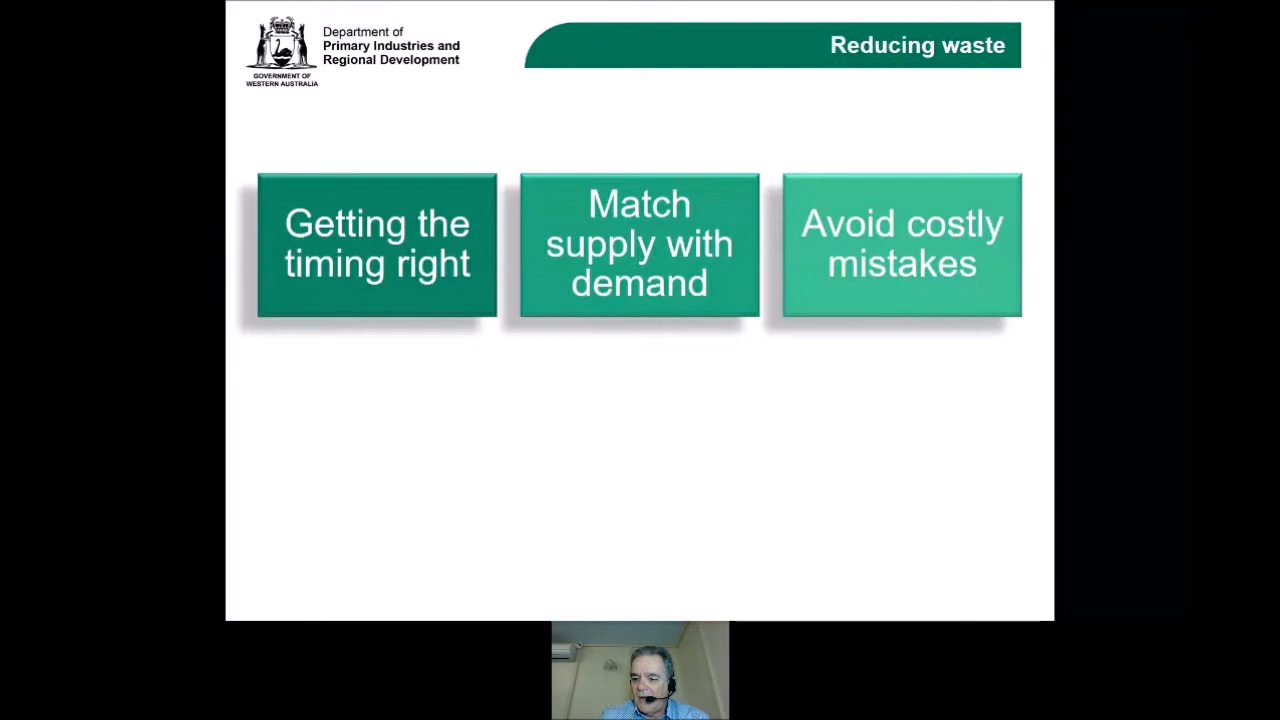 Department of
Primary Industries and
Regional Development
GOVERNMENT OF
WESTERN AUSTRALIA
Reducing waste
Getting the
timing right
Match
supply with
demand
Avoid costly
mistakes